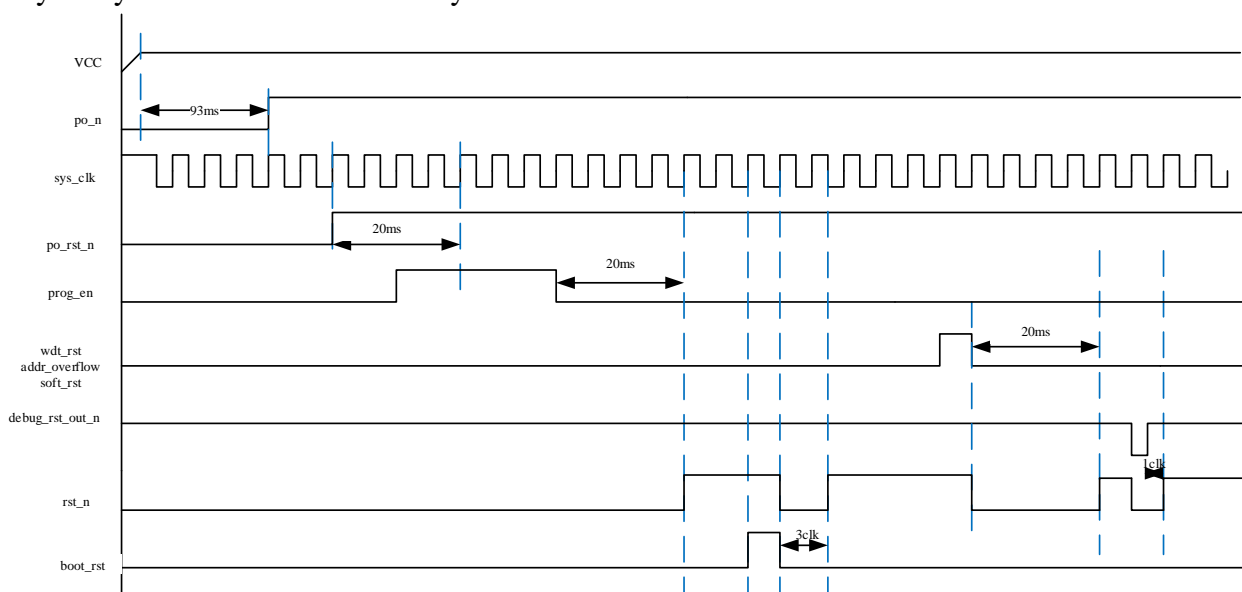 VCC
93ms
po_n
sys_clk
20ms
po_rst_n
20ms
prog_en
20ms
wdt_rst
addr_overflow
soft_rst
debug_rst_out_n
1clk
rst_n
3clk
boot_rst